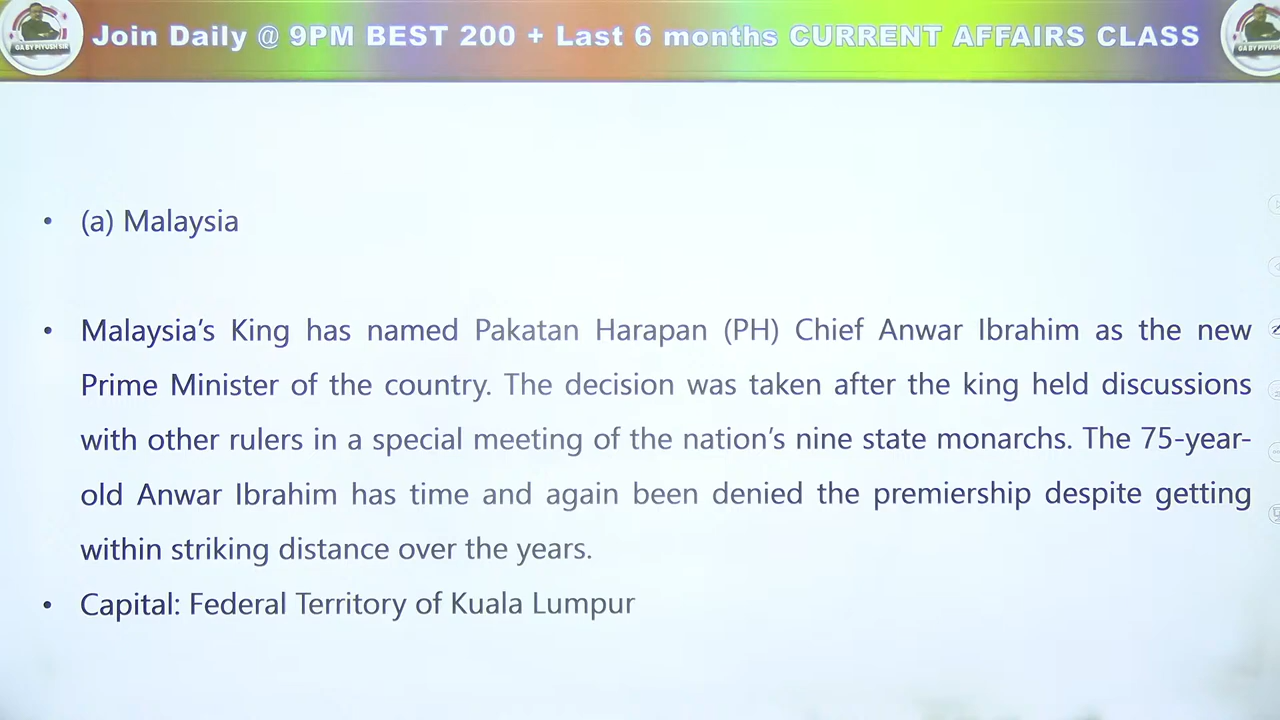 Join Daily @ 9PM BEST 200 + Last 6 months CURRENT AFFAIRS CLASS
GA BY PIYUSH SIR
• (a) Malaysia
• Malaysia's King has named Pakatan Harapan (PH) Chief Anwar Ibrahim as the new
Prime Minister of the country. The decision was taken after the king held discussions
with other rulers in a special meeting of the nation's nine state monarchs. The 75-year-
old Anwar Ibrahim has time and again been denied the premiership despite getting
within striking distance over the years.
• Capital: Federal Territory of Kuala Lumpur